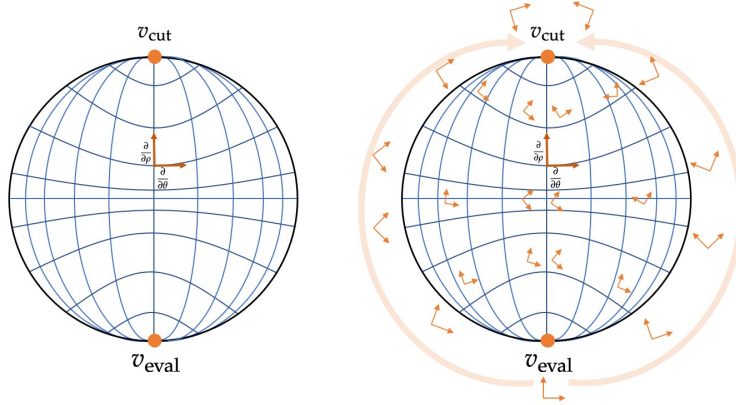 v_cut
∂/∂ρ
∂/∂θ
v_eval
v_cut
∂/∂ρ
∂/∂θ
v_eval